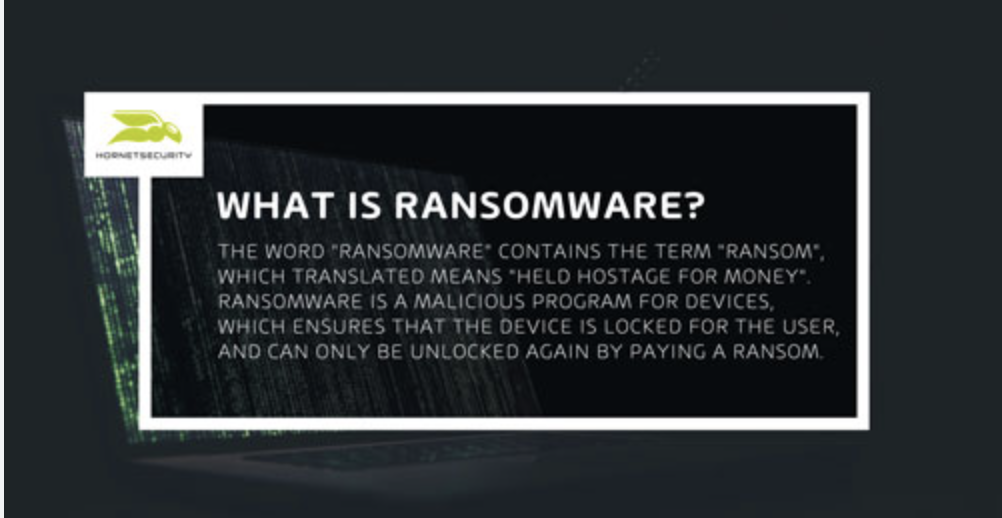 HORNETSECURITY
WHAT IS RANSOMWARE?
THE WORD "RANSOMWARE" CONTAINS THE TERM "RANSOM",
WHICH TRANSLATED MEANS "HELD HOSTAGE FOR MONEY".
RANSOMWARE IS A MALICIOUS PROGRAM FOR DEVICES,
WHICH ENSURES THAT THE DEVICE IS LOCKED FOR THE USER,
AND CAN ONLY BE UNLOCKED AGAIN BY PAYING A RANSOM.